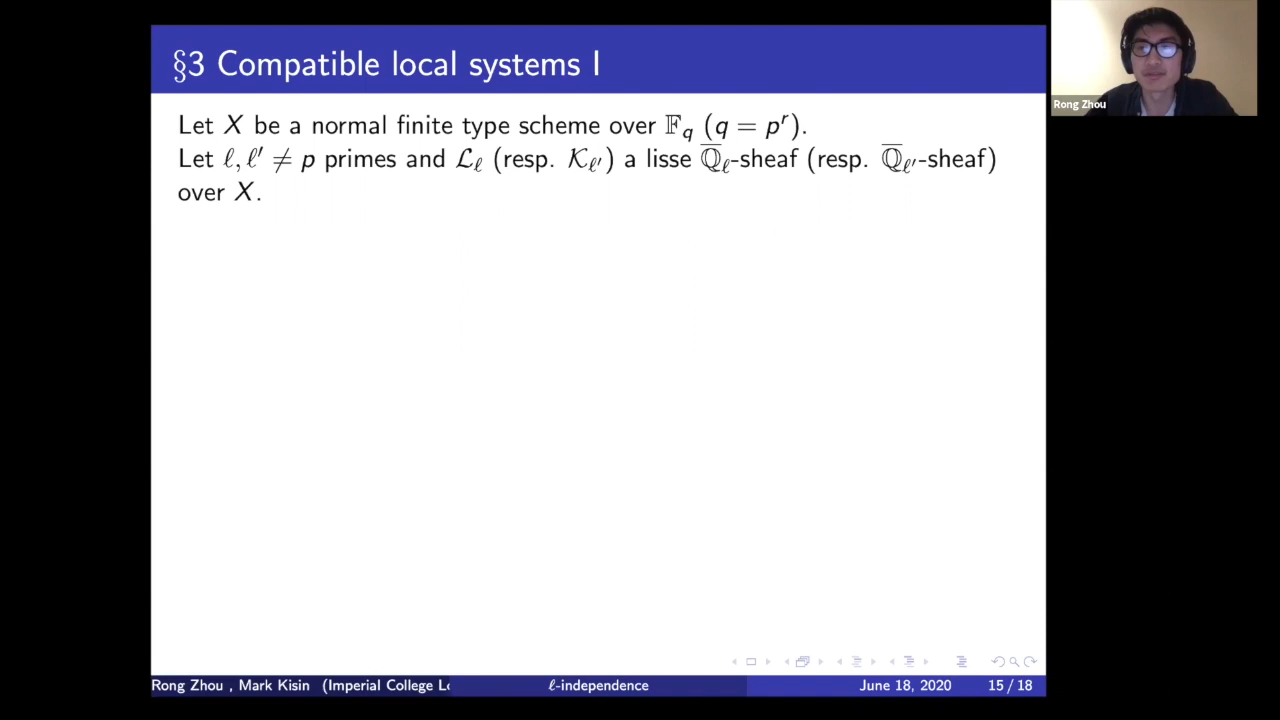 §3 Compatible local systems I
Rong Zhou
Let X be a normal finite type scheme over 𝔽_q (q = p^r).
Let ℓ, ℓ′ ≠ p primes and ℒ_ℓ (resp. 𝒦_ℓ′) a lisse ℚ̅_ℓ-sheaf (resp. ℚ̅_ℓ′-sheaf)
over X.
Rong Zhou , Mark Kisin (Imperial College Lo
ℓ-independence
June 18, 2020
15 / 18